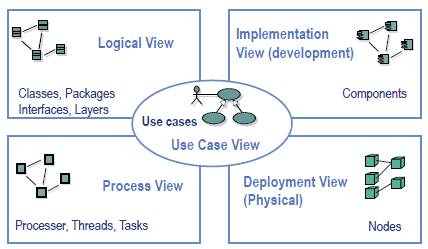 Logical View
Classes, Packages
Interfaces, Layers
Implementation
View (development)
Components
Use cases
Use Case View
Process View
Processer, Threads, Tasks
Deployment View
(Physical)
Nodes